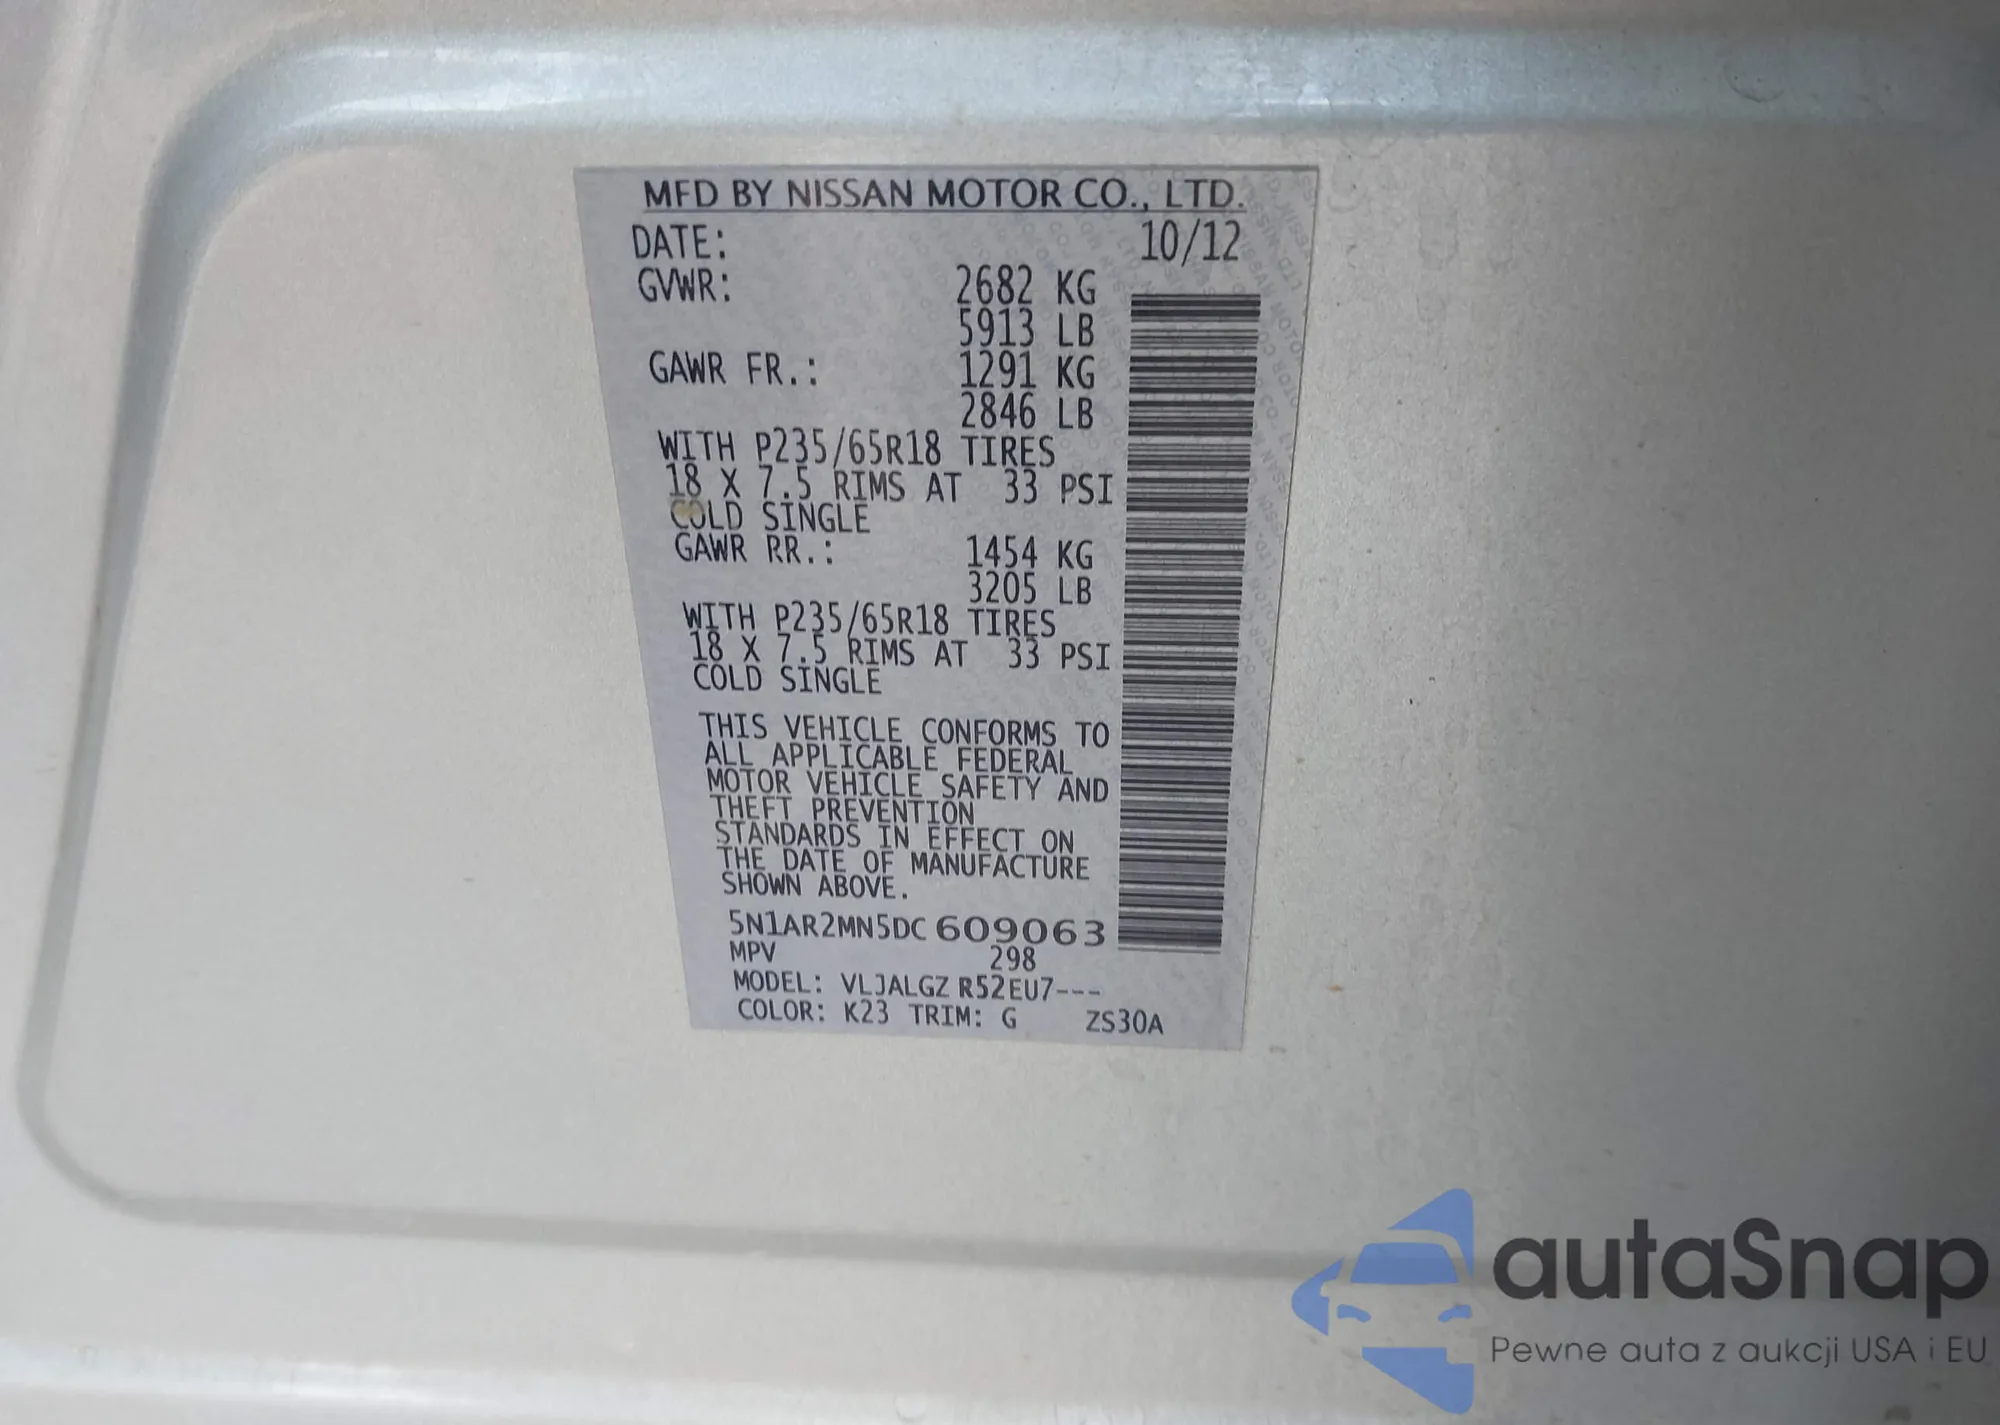 MFD BY NISSAN MOTOR CO., LTD.
DATE: 10/12
GVWR: 2682 KG
5913 LB
GAWR FR.: 1291 KG
2846 LB
WITH P235/65R18 TIRES
18 X 7.5 RIMS AT 33 PSI
COLD SINGLE
GAWR RR.: 1454 KG
3205 LB
WITH P235/65R18 TIRES
18 X 7.5 RIMS AT 33 PSI
COLD SINGLE
THIS VEHICLE CONFORMS TO
ALL APPLICABLE FEDERAL
MOTOR VEHICLE SAFETY AND
THEFT PREVENTION
STANDARDS IN EFFECT ON
THE DATE OF MANUFACTURE
SHOWN ABOVE.
5N1AR2MN5DC 609063
MPV 298
MODEL: VLJALGZ R52EU7---
COLOR: K23 TRIM: G ZS30A
autaSnap
Pewne auta z aukcji USA i EU